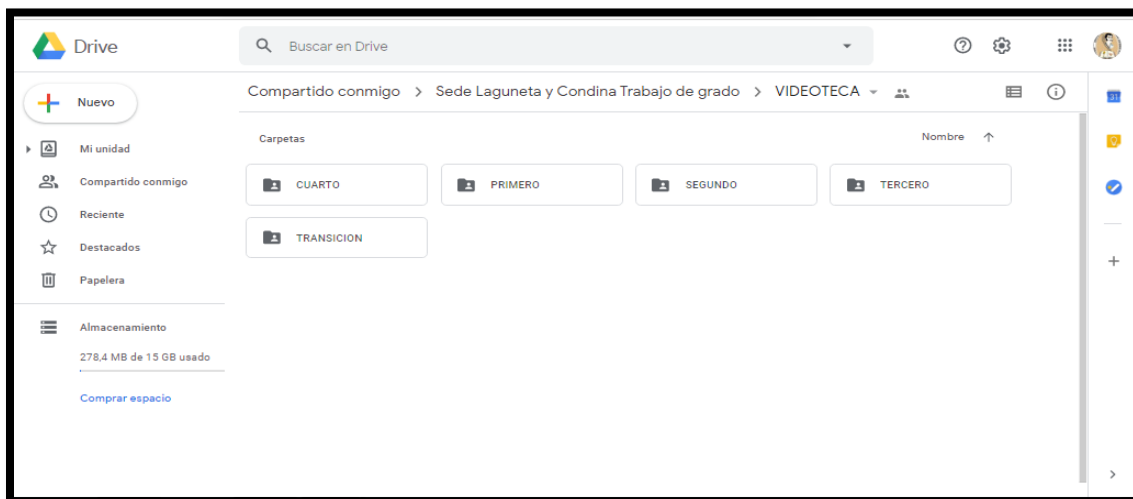 Drive
Buscar en Drive
Nuevo
Compartido conmigo > Sede Laguneta y Condina Trabajo de grado > VIDEOTECA
Mi unidad
Compartido conmigo
Reciente
Destacados
Papelera
Almacenamiento
278,4 MB de 15 GB usado
Comprar espacio
Carpetas
Nombre
CUARTO
PRIMERO
SEGUNDO
TERCERO
TRANSICION
31